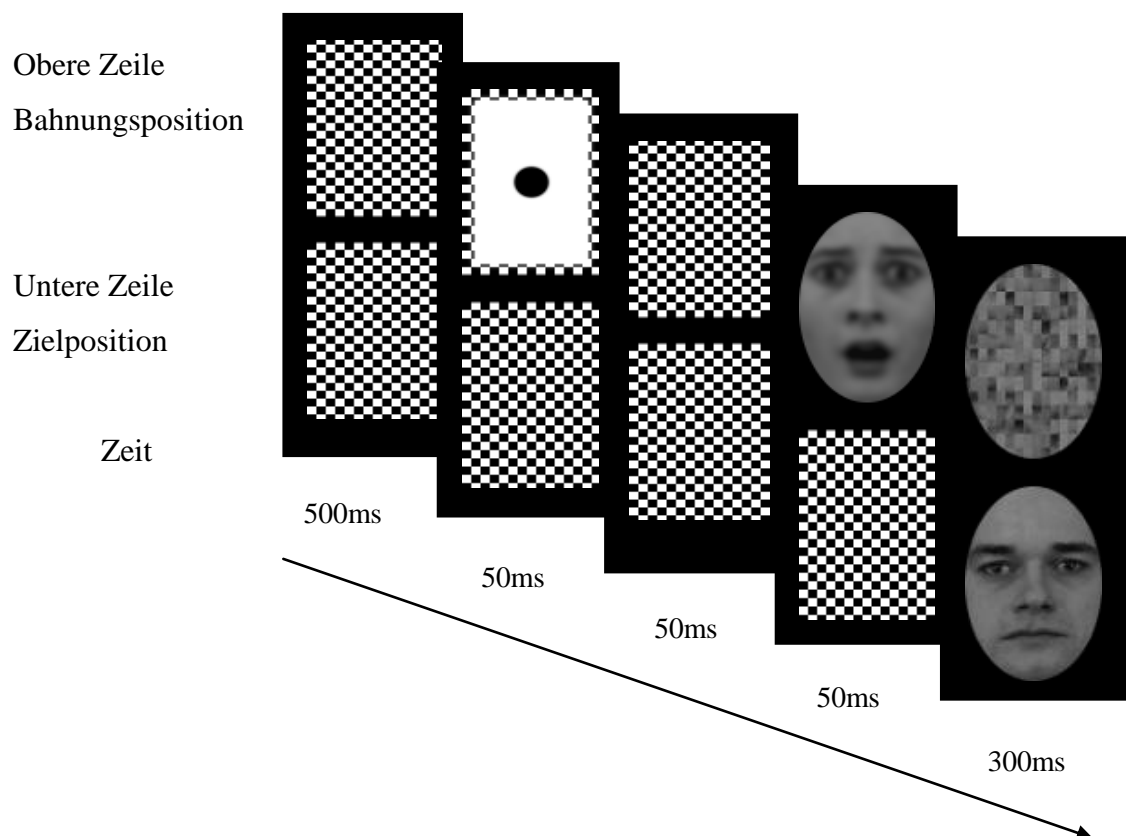 Obere Zeile
Bahnungsposition
Untere Zeile
Zielposition
Zeit
500ms
50ms
50ms
50ms
300ms